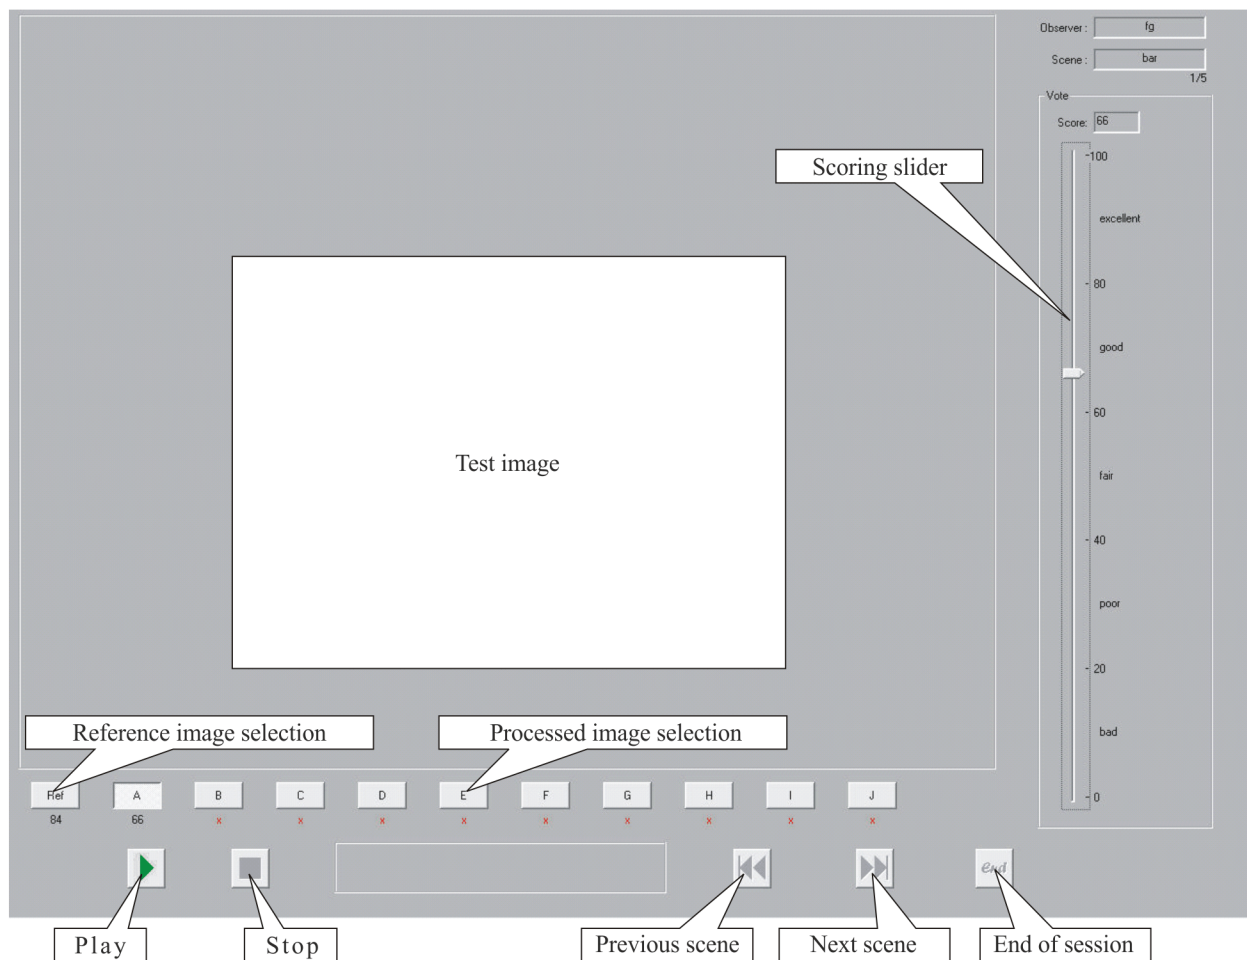 Observer :
fg
Scene :
bar
1/5
Vote
Score:
66
Scoring slider
100
excellent
80
good
60
fair
40
poor
20
bad
0
Test image
Reference image selection
Processed image selection
Ref
A
B
C
D
E
F
G
H
I
J
84
66
x
x
x
x
x
x
x
x
x
End
Play
Stop
Previous scene
Next scene
End of session